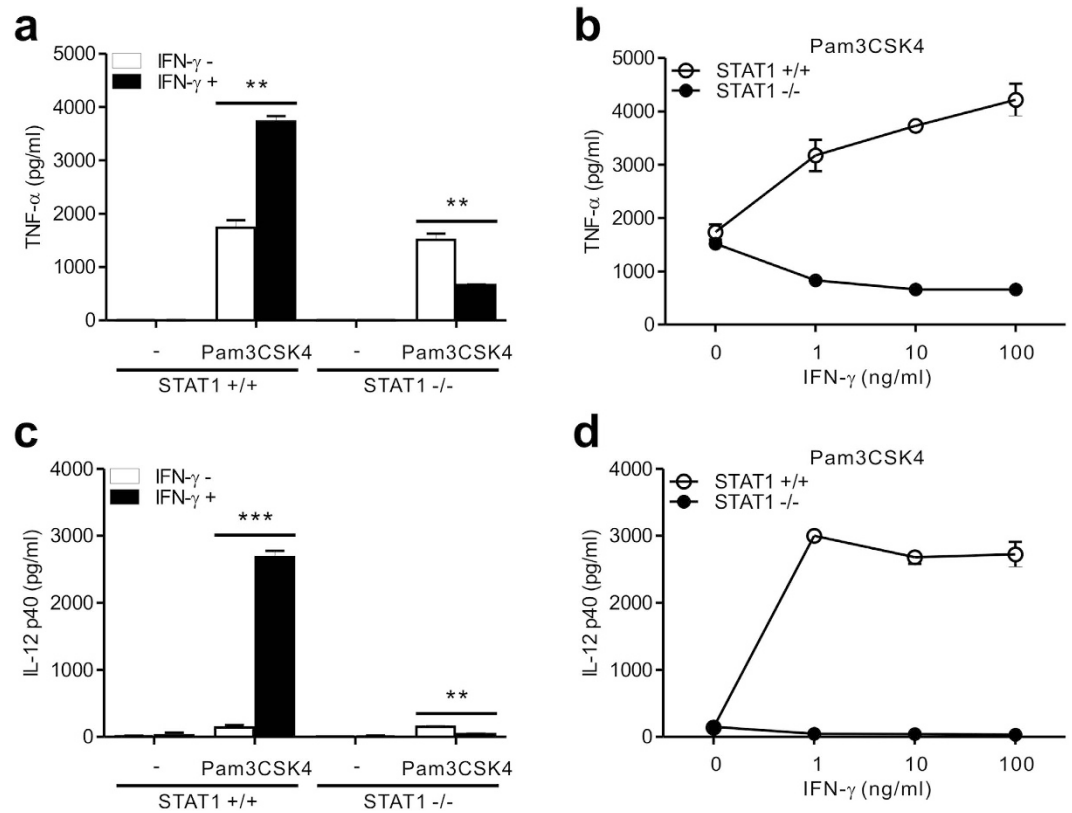 a
5000
4000
3000
2000
1000
0
TNF-α (pg/ml)
IFN-γ -
IFN-γ +
**
**
- Pam3CSK4 - Pam3CSK4
STAT1 +/+ STAT1 -/-
b
Pam3CSK4
5000
4000
3000
2000
1000
0
TNF-α (pg/ml)
STAT1 +/+
STAT1 -/-
0 1 10 100
IFN-γ (ng/ml)
c
4000
3000
2000
1000
0
IL-12 p40 (pg/ml)
IFN-γ -
IFN-γ +
***
**
- Pam3CSK4 - Pam3CSK4
STAT1 +/+ STAT1 -/-
d
Pam3CSK4
4000
3000
2000
1000
0
IL-12 p40 (pg/ml)
STAT1 +/+
STAT1 -/-
0 1 10 100
IFN-γ (ng/ml)